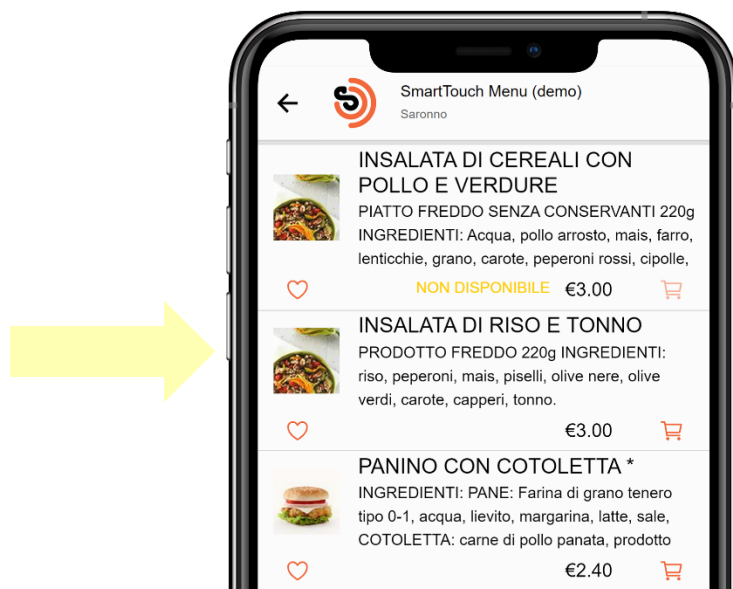 SmartTouch Menu (demo)
Saronno
INSALATA DI CEREALI CON
POLLO E VERDURE
PIATTO FREDDO SENZA CONSERVANTI 220g
INGREDIENTI: Acqua, pollo arrosto, mais, farro,
lenticchie, grano, carote, peperoni rossi, cipolle,
NON DISPONIBILE €3.00
INSALATA DI RISO E TONNO
PRODOTTO FREDDO 220g INGREDIENTI:
riso, peperoni, mais, piselli, olive nere, olive
verdi, carote, capperi, tonno.
€3.00
PANINO CON COTOLETTA *
INGREDIENTI: PANE: Farina di grano tenero
tipo 0-1, acqua, lievito, margarina, latte, sale,
COTOLETTA: carne di pollo panata, prodotto
€2.40